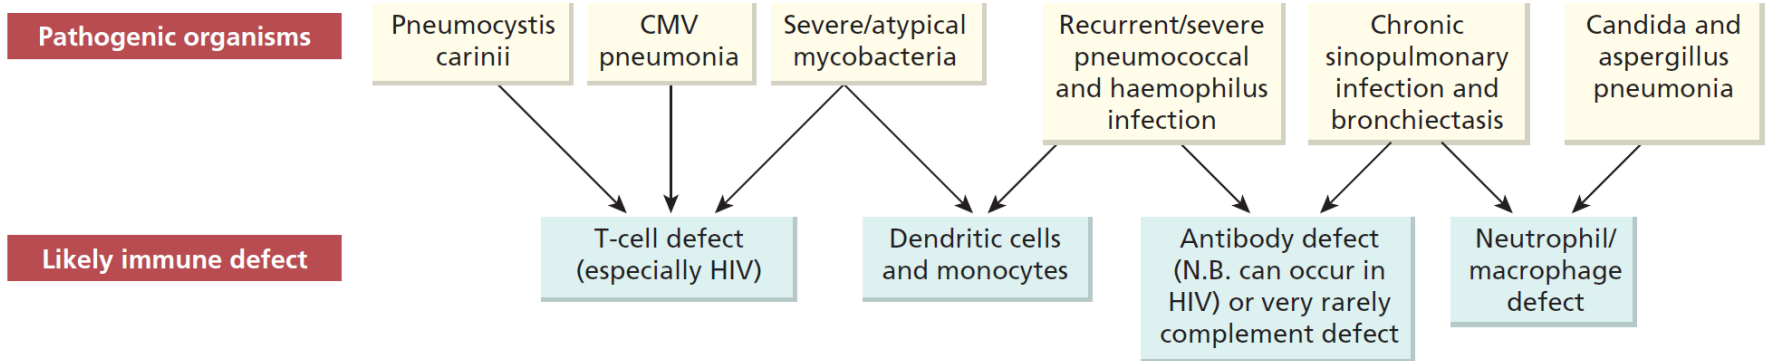 Pathogenic organisms
Pneumocystis
carinii
CMV
pneumonia
Severe/atypical
mycobacteria
Recurrent/severe
pneumococcal
and haemophilus
infection
Chronic
sinopulmonary
infection and
bronchiectasis
Candida and
aspergillus
pneumonia
Likely immune defect
T-cell defect
(especially HIV)
Dendritic cells
and monocytes
Antibody defect
(N.B. can occur in
HIV) or very rarely
complement defect
Neutrophil/
macrophage
defect